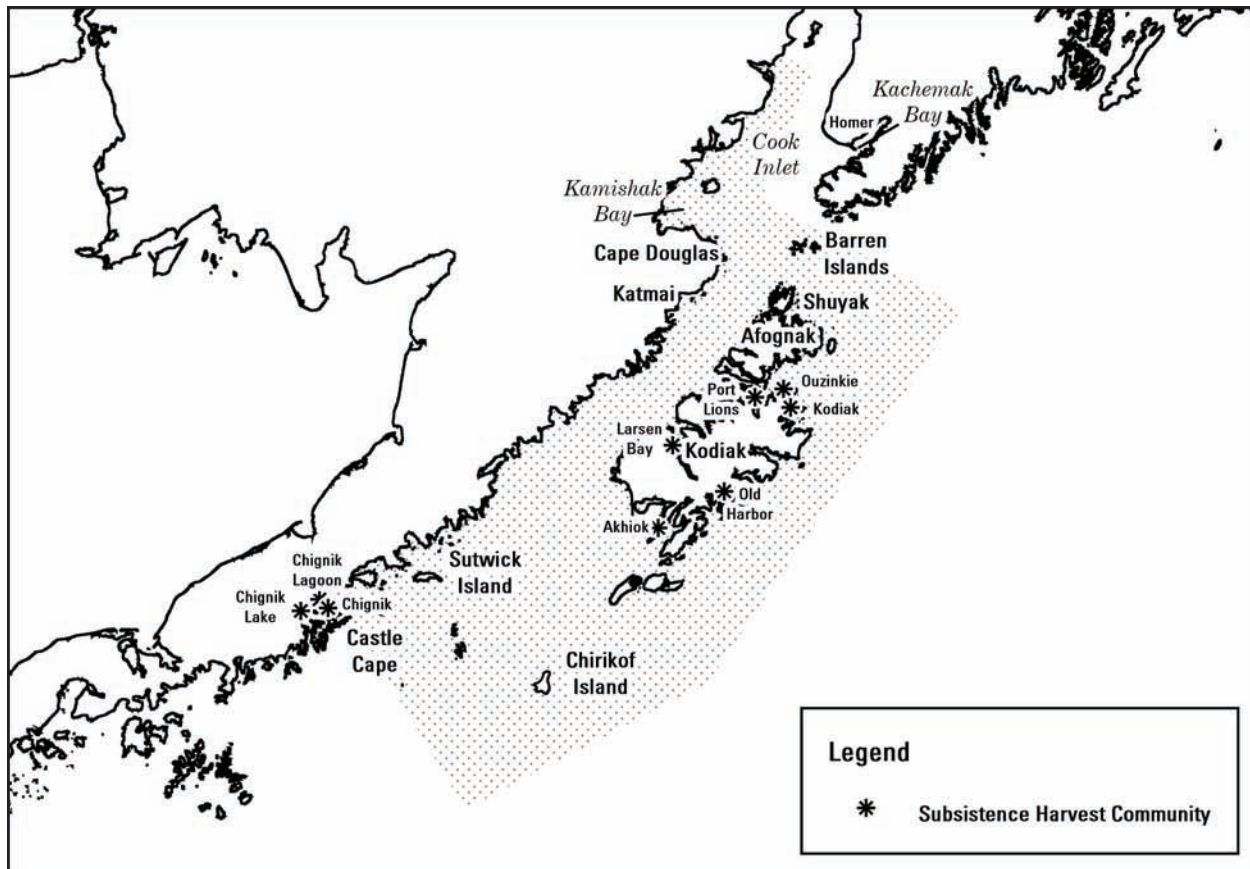 Kachemak
Bay
Homer
Cook
Inlet
Kamishak
Bay
Cape Douglas
Barren
Islands
Katmai
Shuyak
Afognak
Port
Lions
Ouzinkie
Kodiak
Larsen
Bay
Kodiak
Old
Harbor
Akhiok
Sutwick
Island
Chignik
Lagoon
Chignik
Lake
Chignik
Castle
Cape
Chirikof
Island
Legend
Subsistence Harvest Community